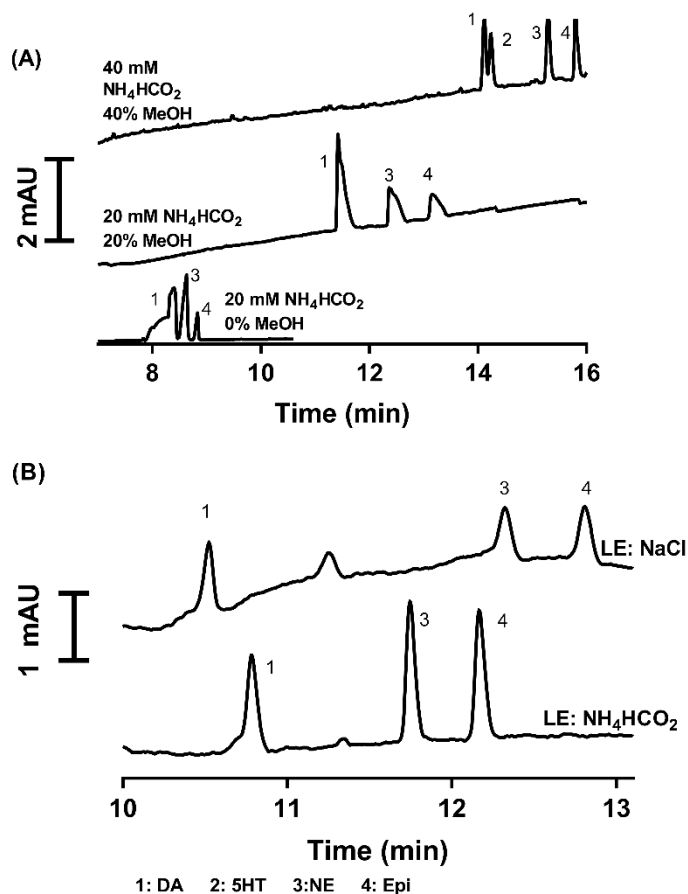 (A)
40 mM
NH₄HCO₂
40% MeOH
1
2
3
4
2 mAU
20 mM NH₄HCO₂
20% MeOH
1
3
4
1
3
4
20 mM NH₄HCO₂
0% MeOH
8 10 12 14 16
Time (min)
(B)
1
3
4
LE: NaCl
1 mAU
1
3
4
LE: NH₄HCO₂
10 11 12 13
Time (min)
1: DA 2: 5HT 3:NE 4: Epi